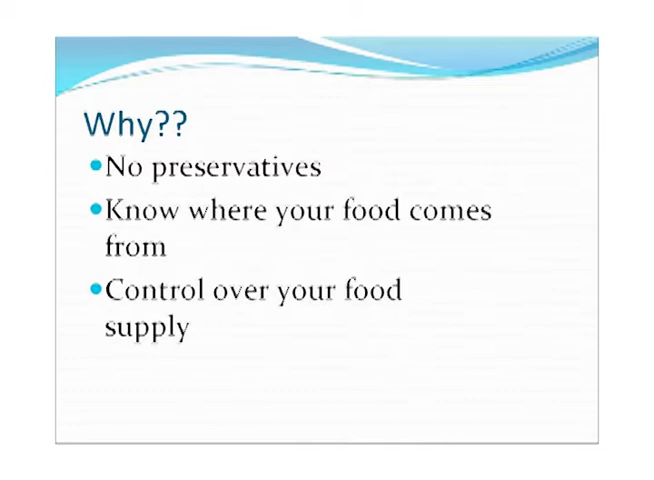 Why??
•No preservatives
•Know where your food comes
from
•Control over your food
supply